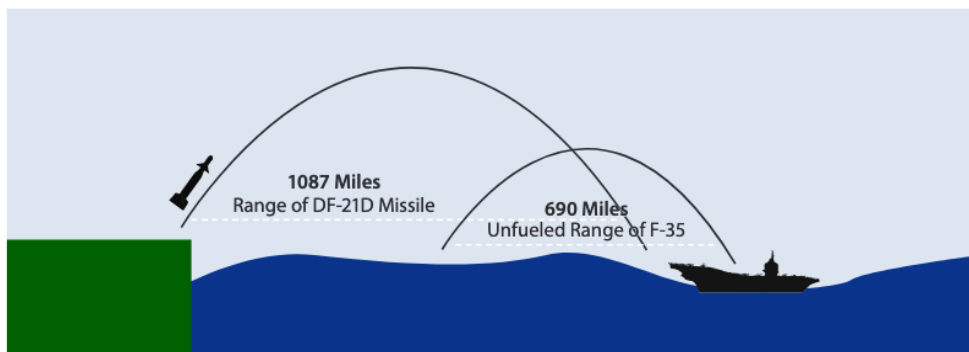 1087 Miles
Range of DF-21D Missile
690 Miles
Unfueled Range of F-35